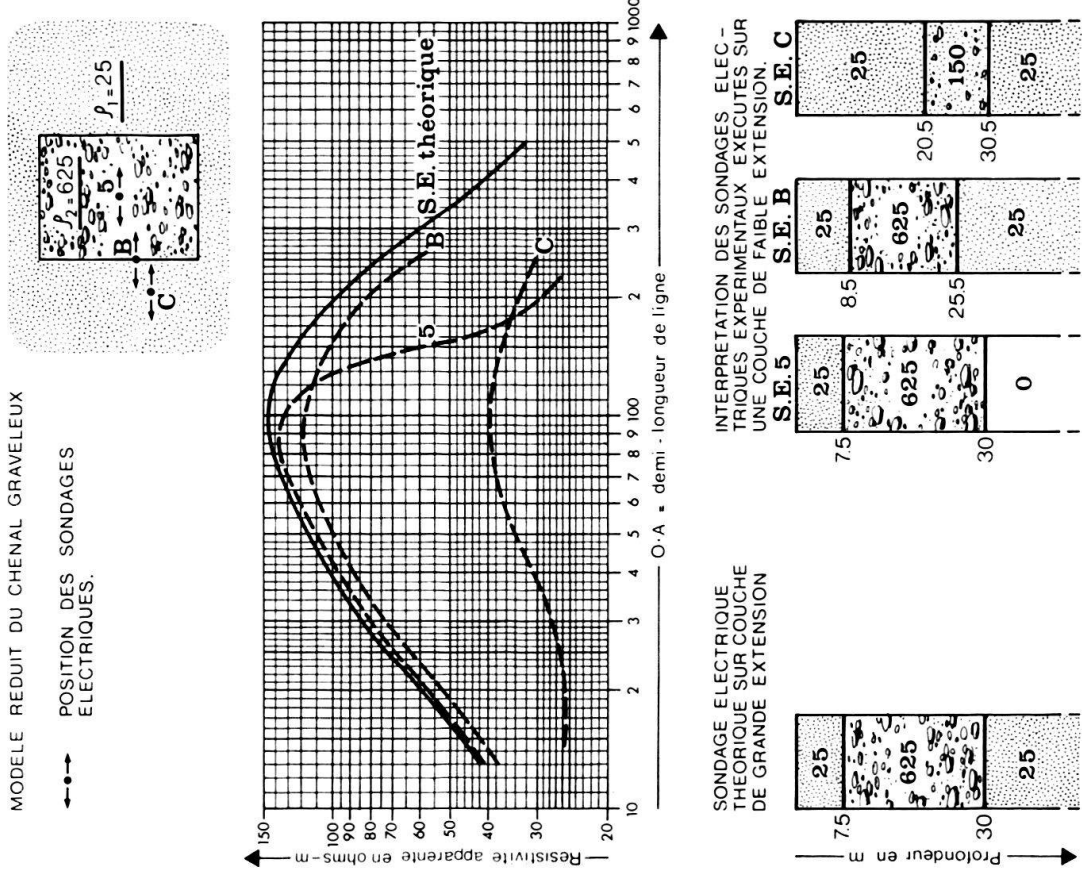 MODELE REDUIT DU CHENAL GRAVELEUX
POSITION DES SONDAGES
ELECTRIQUES.
ρ₁=25
ρ₂=625
5
B
C
Resistivite apparente en ohms-m
150
100
90
80
70
60
50
40
30
20
S.E. théorique
B
5
C
10
2
3
4
5
6
7
8
9
100
2
3
4
5
6
7
8
9
1000
O·A = demi-longueur de ligne
SONDAGE ELECTRIQUE
THEORIQUE SUR COUCHE
DE GRANDE EXTENSION
INTERPRETATION DES SONDAGES ELEC-
TRIQUES EXPERIMENTAUX EXECUTES SUR
UNE COUCHE DE FAIBLE EXTENSION.
Profondeur en m
7.5
30
25
625
25
S.E.5
7.5
30
25
625
0
S.E.B
8.5
25.5
25
625
25
S.E.C
20.5
30.5
25
150
25